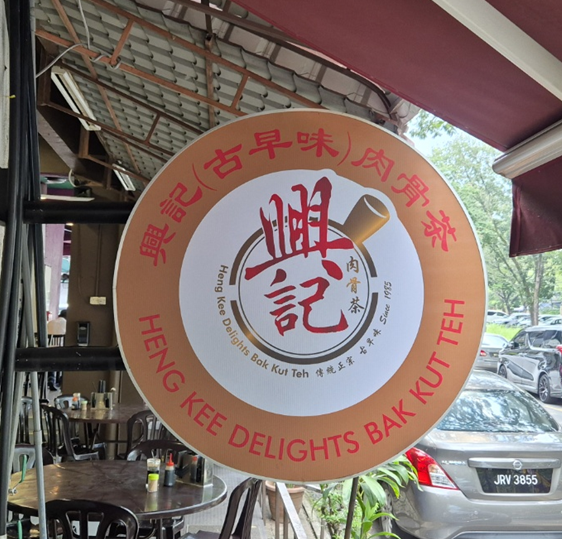 興記(古早味)肉骨茶
興記
肉骨茶
Heng Kee Delights Bak Kut Teh 傳統正宗 古早味 Since 1985
HENG KEE DELIGHTS BAK KUT TEH
JRV 3855